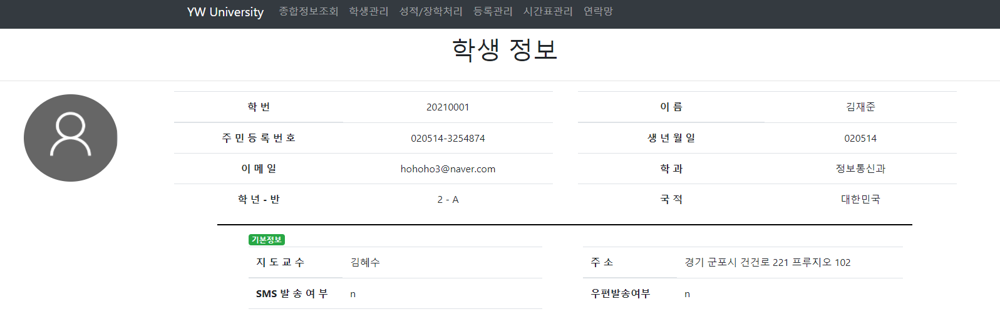 YW University 종합정보조회 학생관리 성적/장학처리 등록관리 시간표관리 연락망
학생 정보
학 번 20210001 이 름 김재준
주 민 등 록 번 호 020514-3254874 생 년 월 일 020514
이 메 일 hohoho3@naver.com 학 과 정보통신과
학 년 - 반 2 - A 국 적 대한민국
기본정보
지 도 교 수 김혜수 주 소 경기 군포시 건건로 221 프루지오 102
SMS 발 송 여 부 n 우편발송여부 n